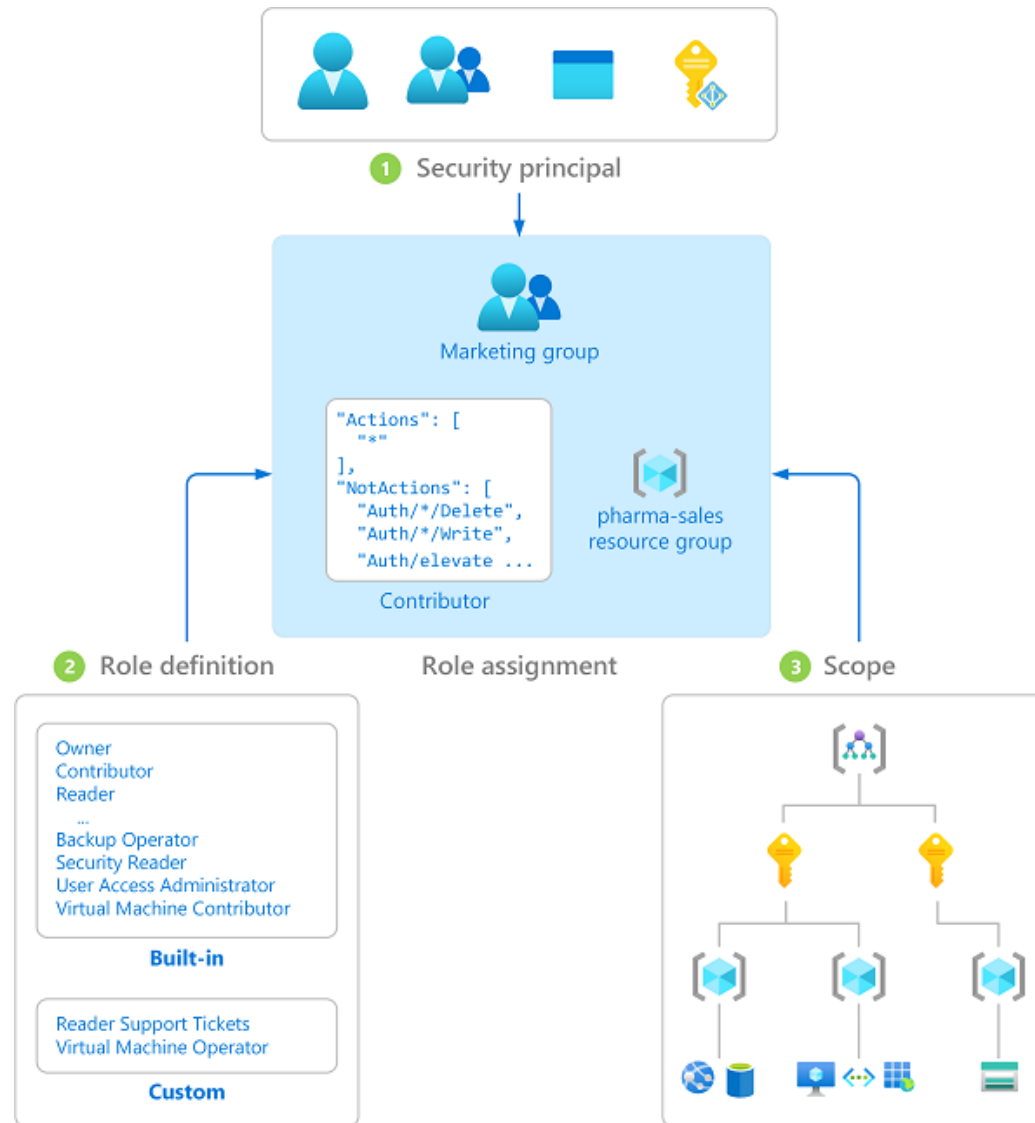 1 Security principal
Marketing group
"Actions": [
"*"
],
"NotActions": [
"Auth/*/Delete",
"Auth/*/Write",
"Auth/elevate ...
Contributor
pharma-sales
resource group
2 Role definition
Role assignment
3 Scope
Owner
Contributor
Reader
...
Backup Operator
Security Reader
User Access Administrator
Virtual Machine Contributor
Built-in
Reader Support Tickets
Virtual Machine Operator
Custom